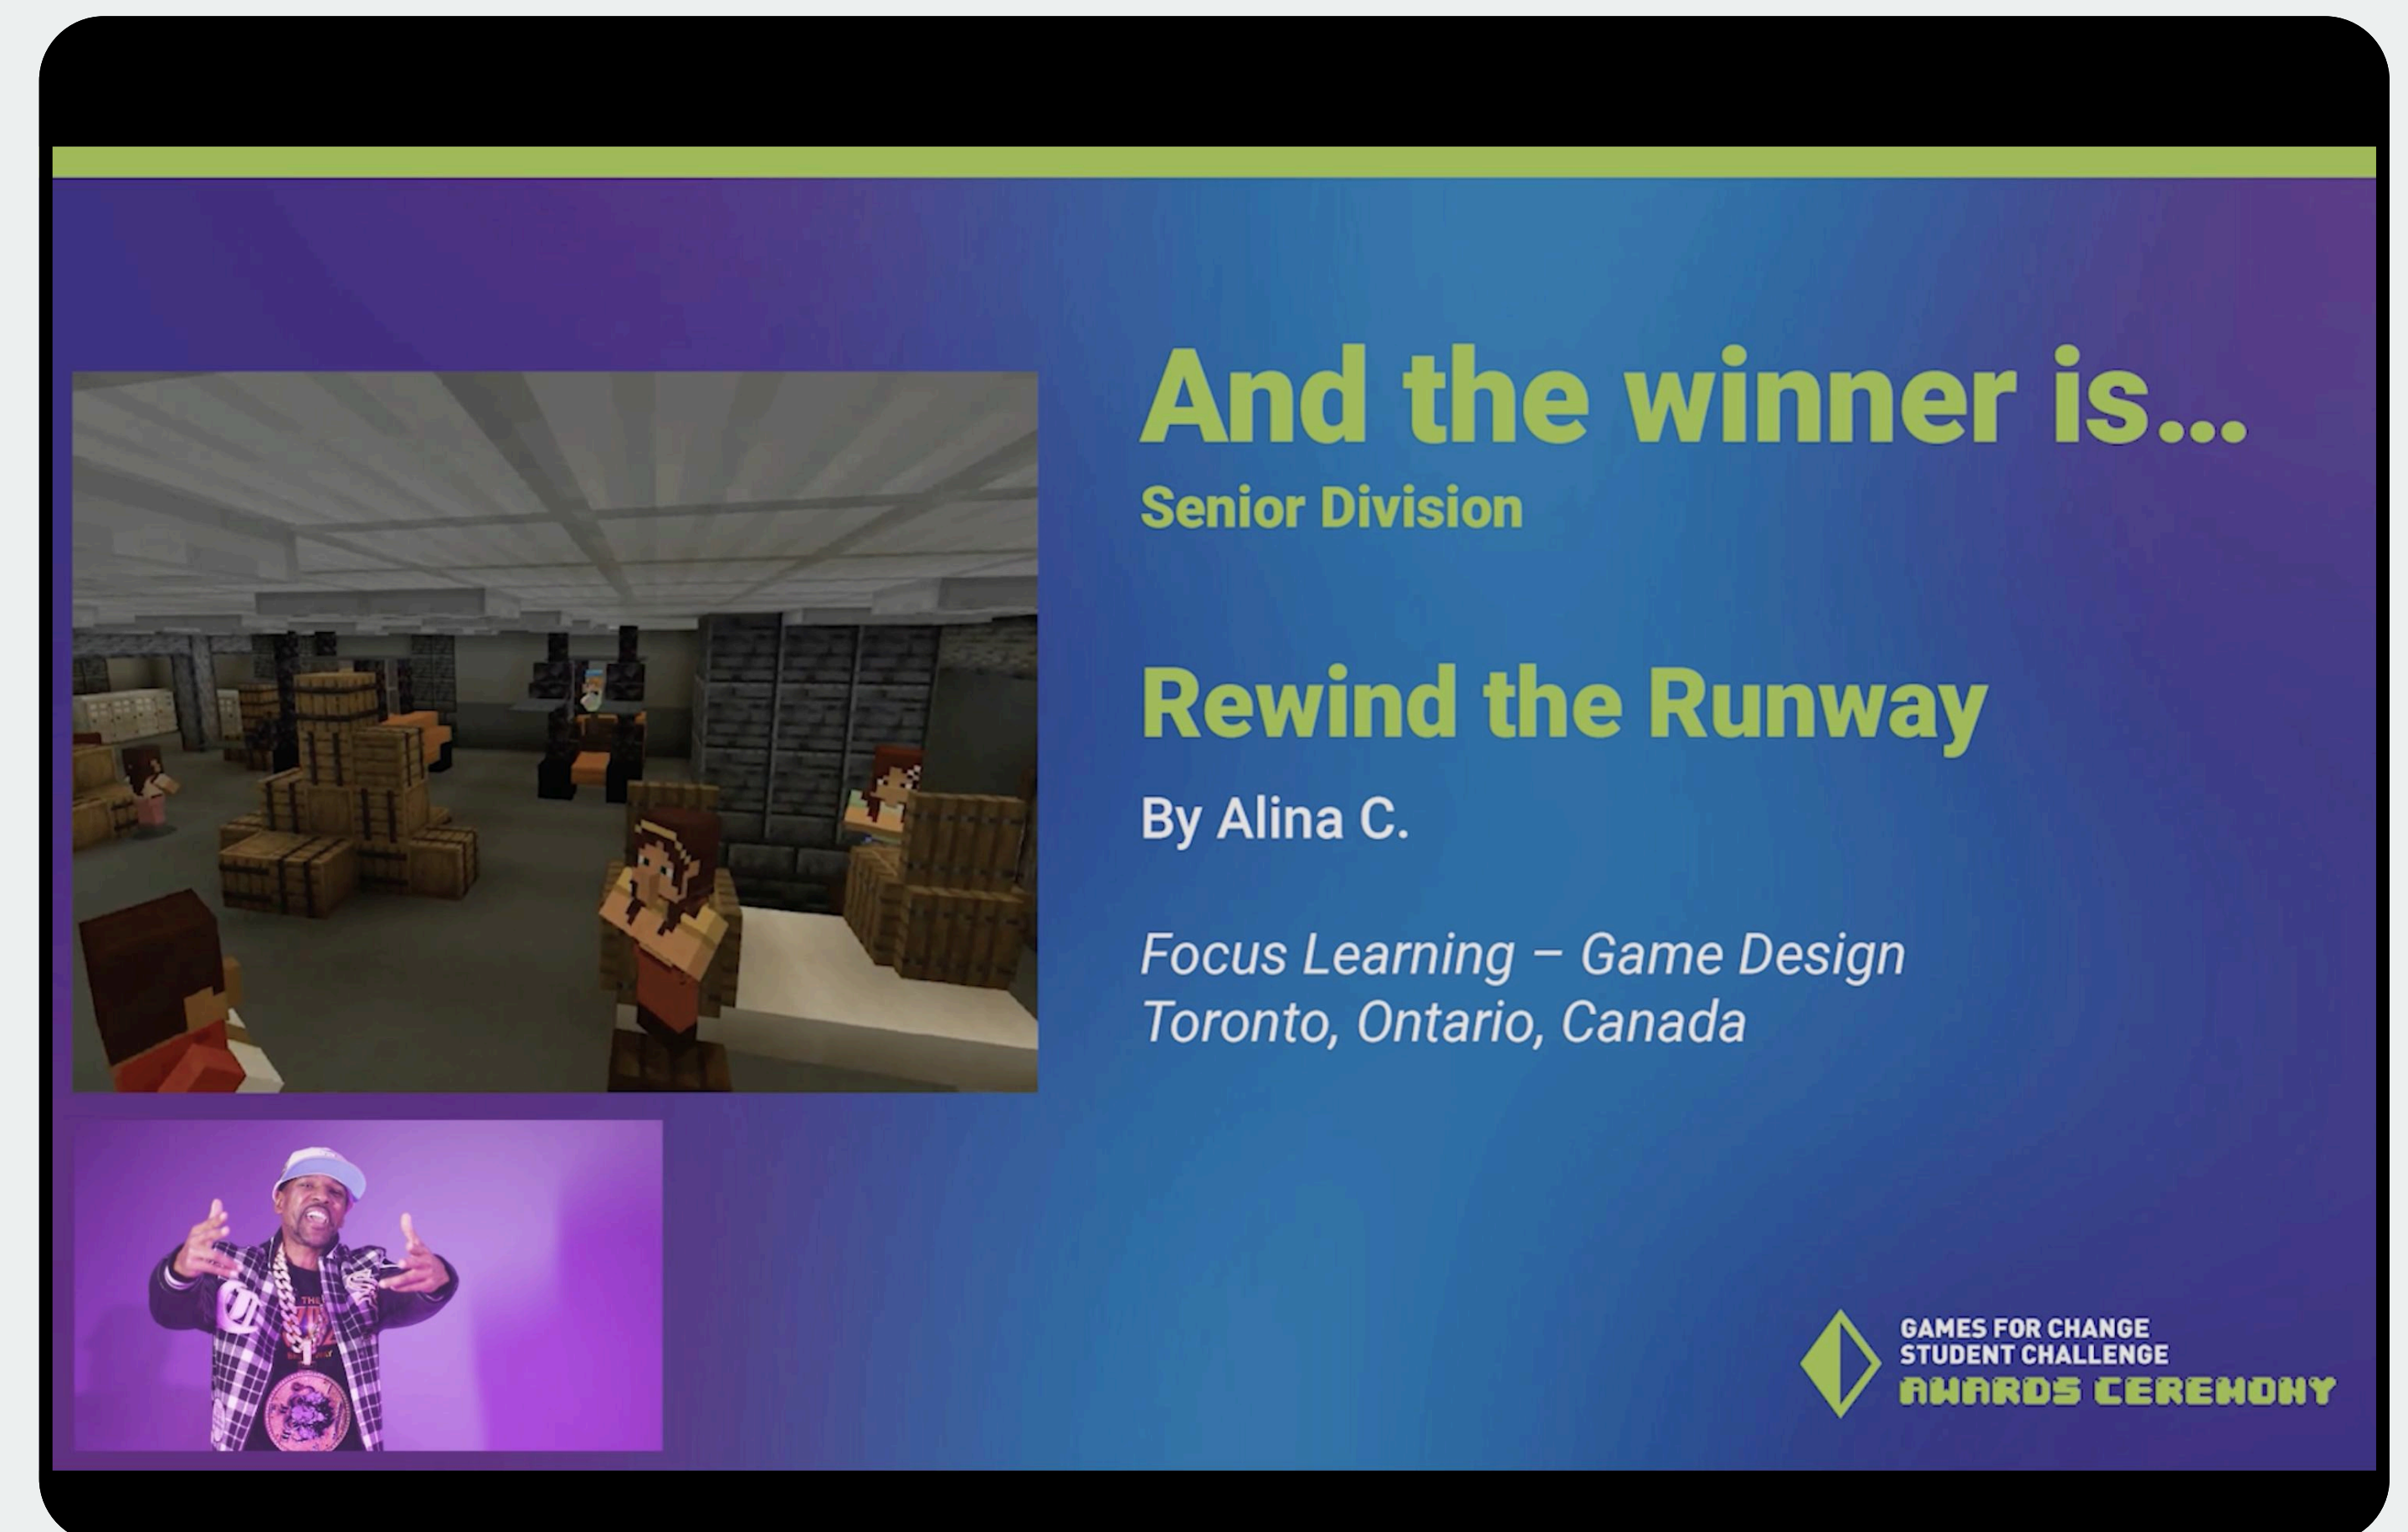 And the winner is...
Senior Division
Rewind the Runway
By Alina C.
Focus Learning – Game Design
Toronto, Ontario, Canada
THE
GAMES FOR CHANGE
STUDENT CHALLENGE
AWARDS CEREMONY